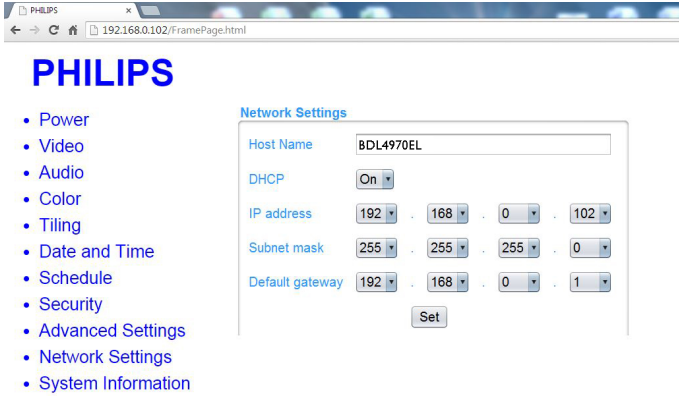 PHILIPS
192.168.0.102/FramePage.html
PHILIPS
• Power
• Video
• Audio
• Color
• Tiling
• Date and Time
• Schedule
• Security
• Advanced Settings
• Network Settings
• System Information
Network Settings
Host Name BDL4970EL
DHCP On
IP address 192 . 168 . 0 . 102
Subnet mask 255 . 255 . 255 . 0
Default gateway 192 . 168 . 0 . 1
Set